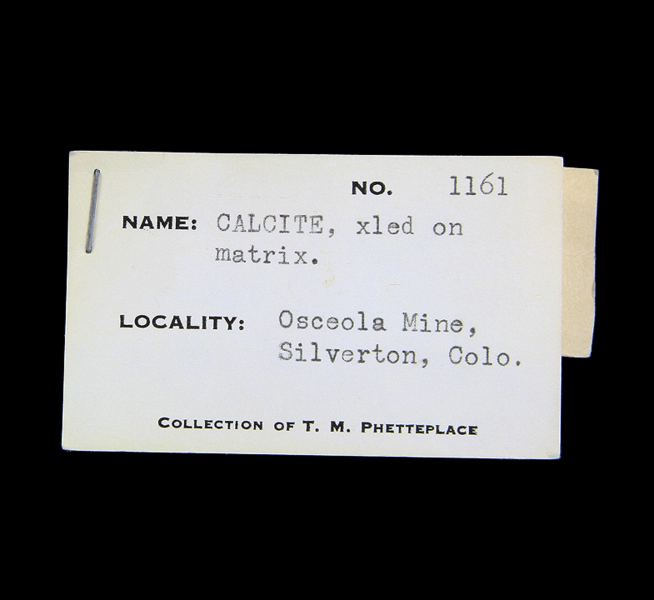 NO. 1161
NAME: CALCITE, xled on
matrix.
LOCALITY: Osceola Mine,
Silverton, Colo.
COLLECTION OF T. M. PHETTEPLACE